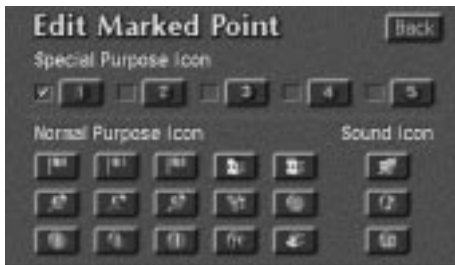 Edit Marked Point
Back
Special Purpose Icon
1 2 3 4 5
Normal Purpose Icon
Sound Icon